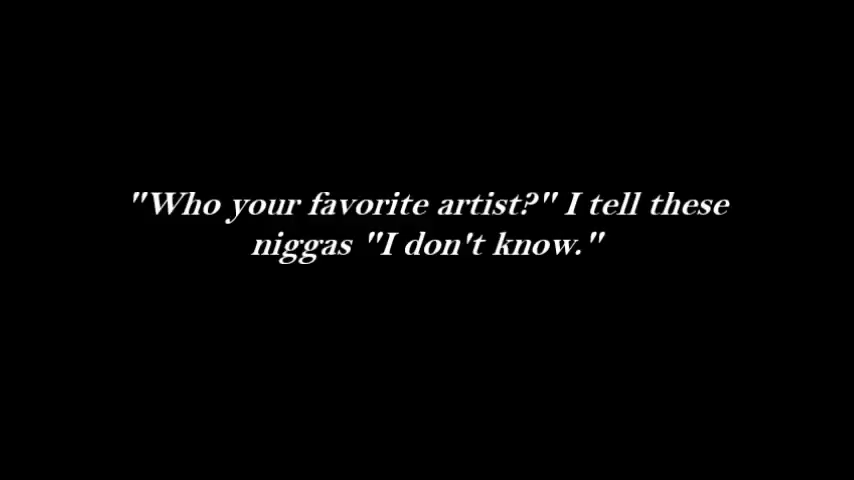 "Who your favorite artist?" I tell these
niggas "I don't know."